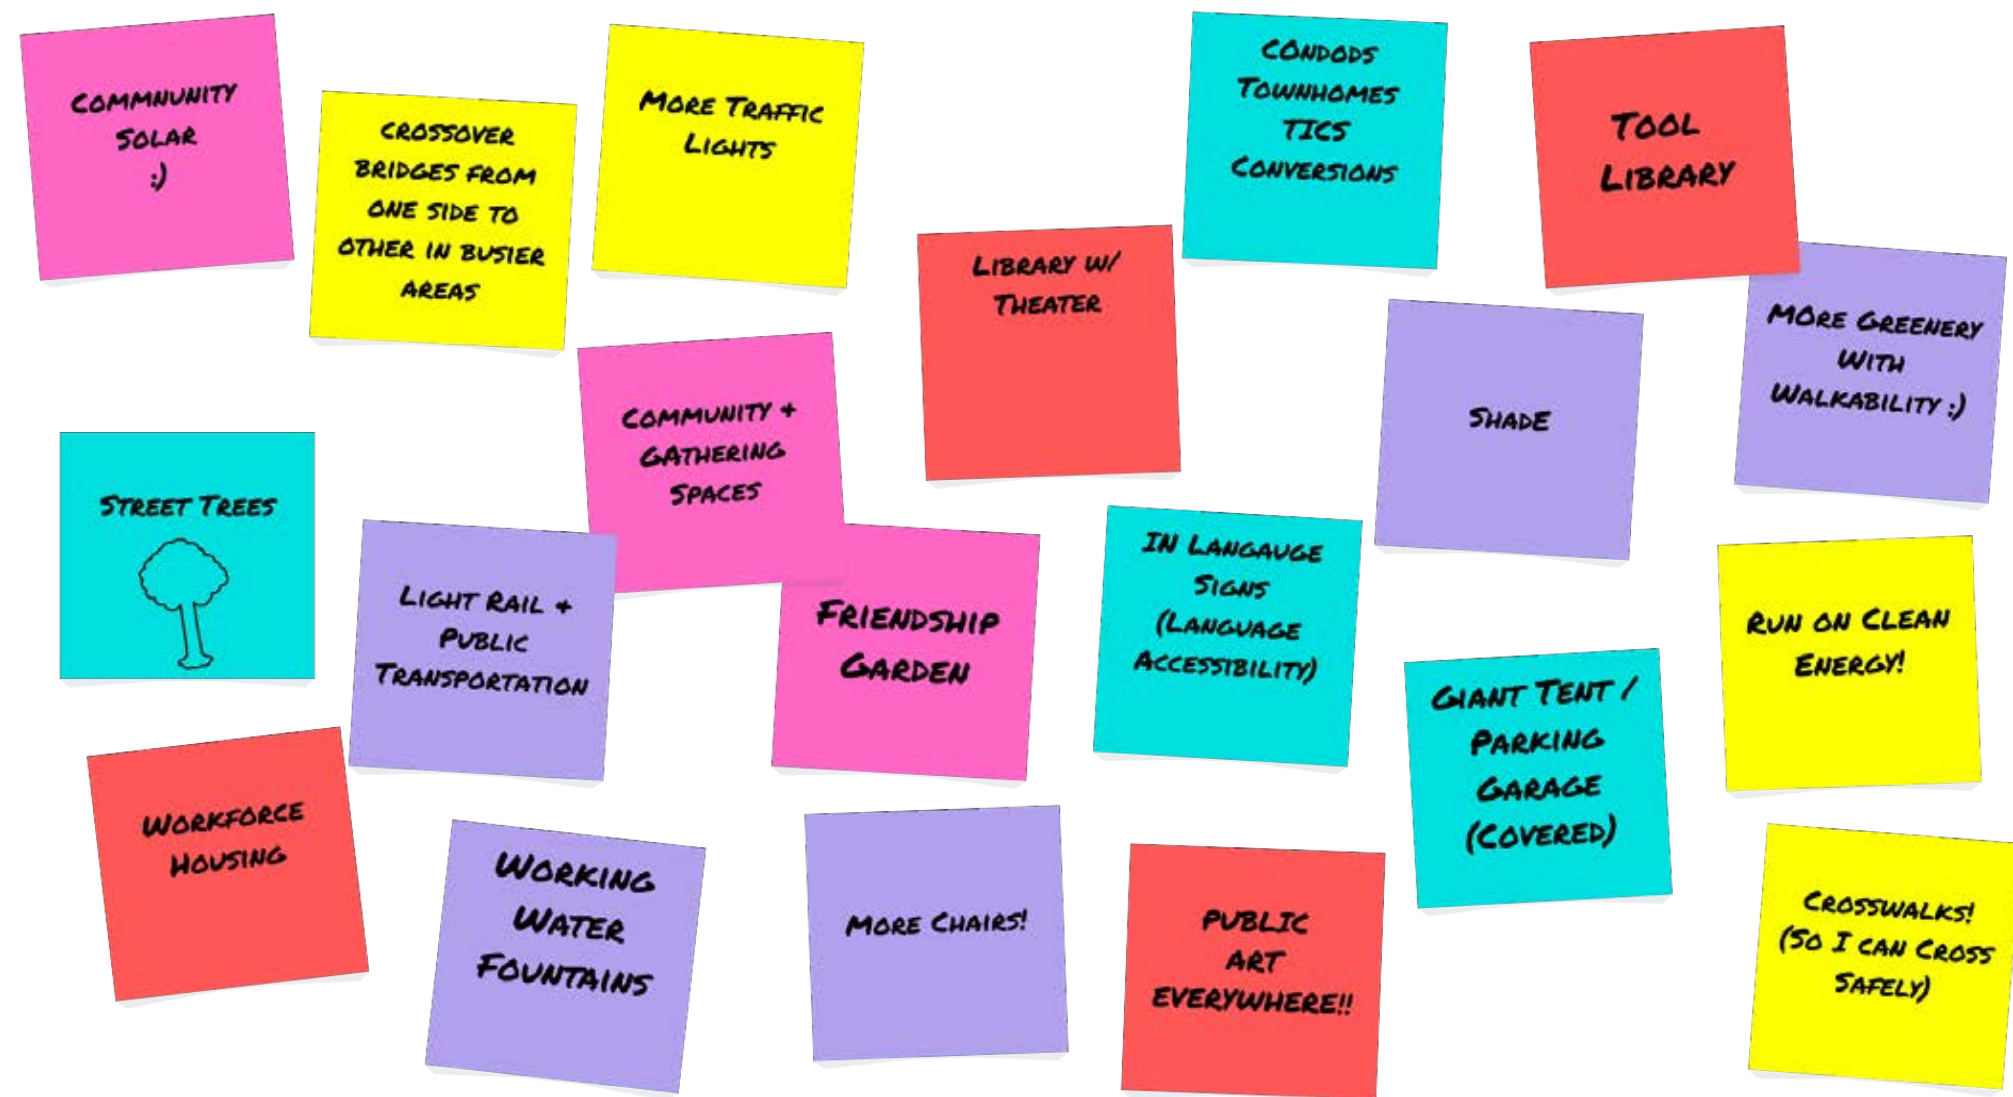 COMMNUNITY
SOLAR
:)
CROSSOVER
BRIDGES FROM
ONE SIDE TO
OTHER IN BUSIER
AREAS
MORE TRAFFIC
LIGHTS
LIBRARY W/
THEATER
CONDODS
TOWNHOMES
TICS
CONVERSIONS
TOOL
LIBRARY
MORE GREENERY
WITH
WALKABILITY :)
SHADE
COMMUNITY +
GATHERING
SPACES
STREET TREES
LIGHT RAIL +
PUBLIC
TRANSPORTATION
FRIENDSHIP
GARDEN
IN LANGAUGE
SIGNS
(LANGUAGE
ACCESSIBILITY)
GIANT TENT /
PARKING
GARAGE
(COVERED)
RUN ON CLEAN
ENERGY!
WORKFORCE
HOUSING
WORKING
WATER
FOUNTAINS
MORE CHAIRS!
PUBLIC
ART
EVERYWHERE!!
CROSSWALKS!
(SO I CAN CROSS
SAFELY)